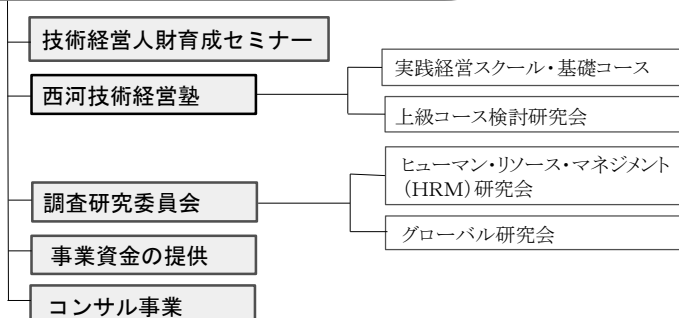 技術経営人財育成セミナー
西河技術経営塾
実践経営スクール・基礎コース
上級コース検討研究会
調査研究委員会
ヒューマン・リソース・マネジメント
(HRM)研究会
グローバル研究会
事業資金の提供
コンサル事業